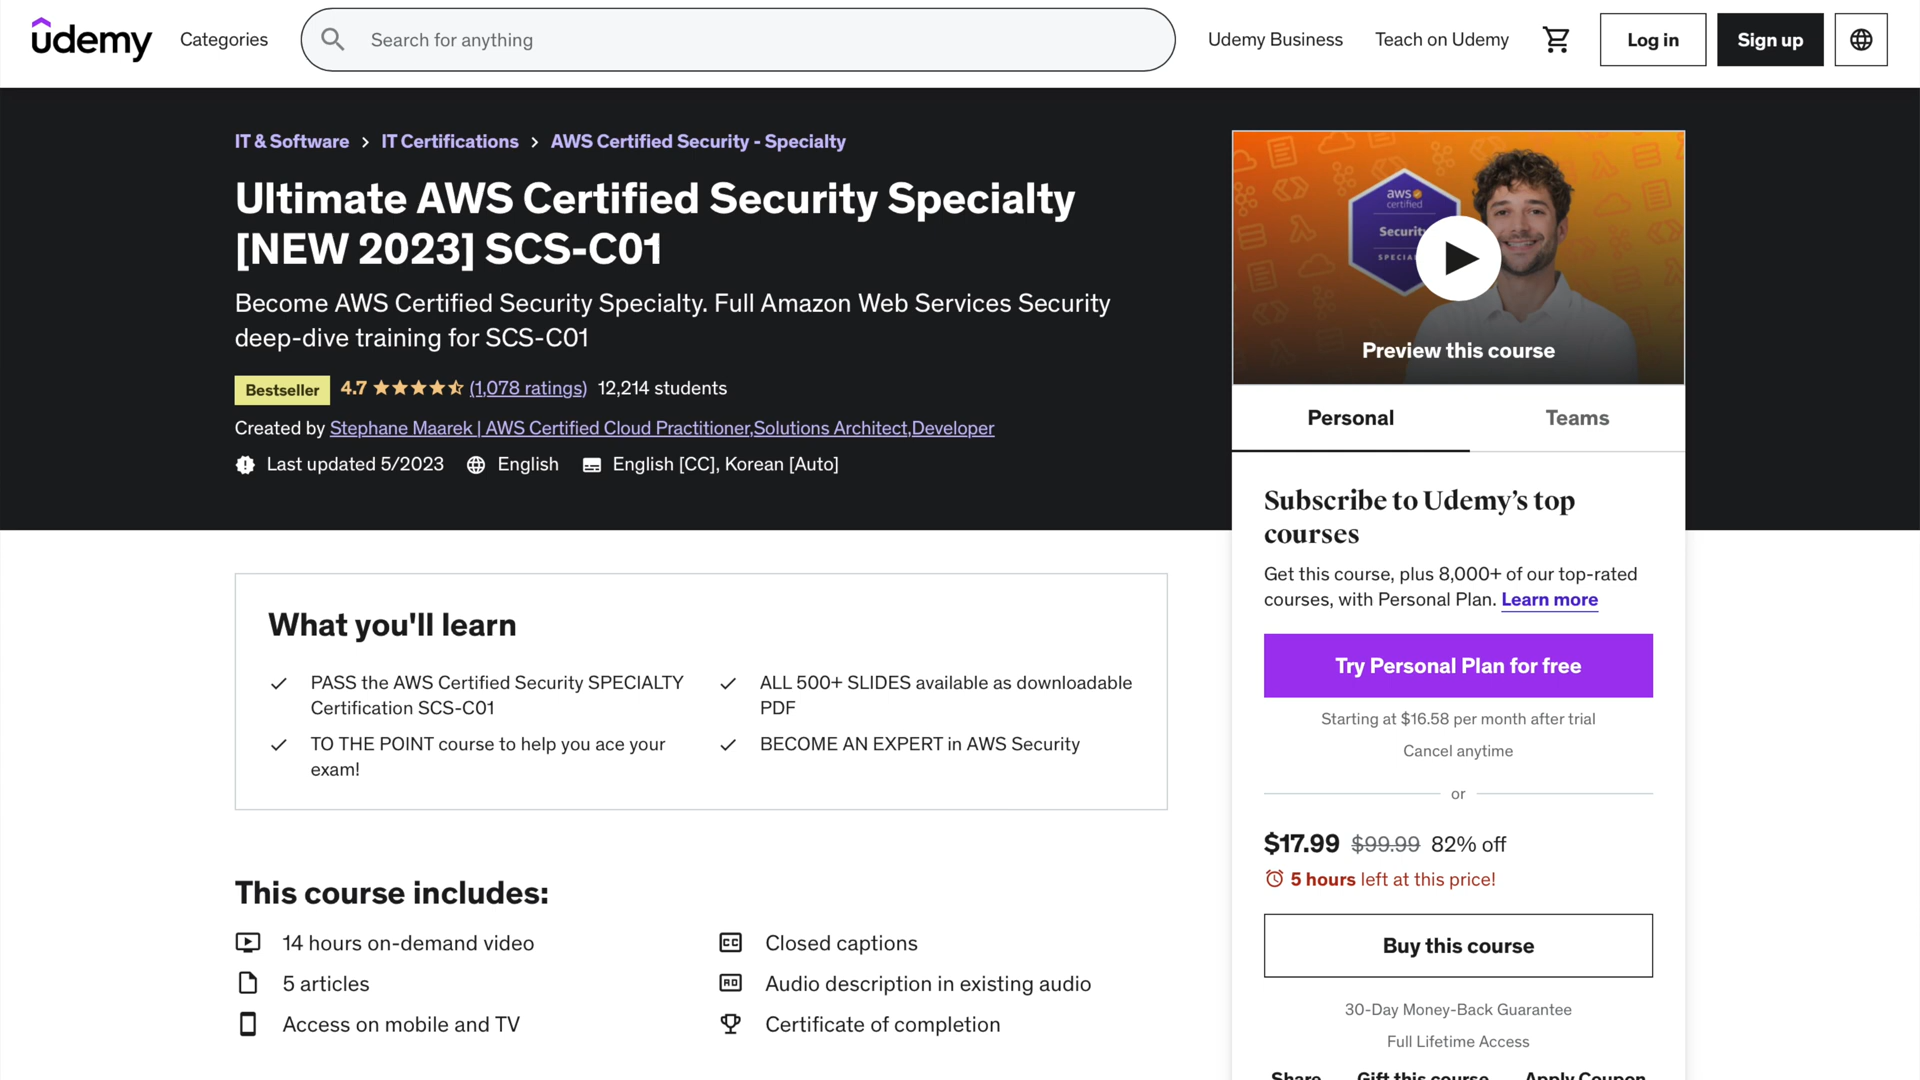 udemy
Categories
Search for anything
Udemy Business
Teach on Udemy
Log in
Sign up
IT & Software > IT Certifications > AWS Certified Security - Specialty
Ultimate AWS Certified Security Specialty
[NEW 2023] SCS-C01
Become AWS Certified Security Specialty. Full Amazon Web Services Security
deep-dive training for SCS-C01
Bestseller 4.7 (1,078 ratings) 12,214 students
Created by Stephane Maarek | AWS Certified Cloud Practitioner,Solutions Architect,Developer
Last updated 5/2023 English English [CC], Korean [Auto]
What you'll learn
PASS the AWS Certified Security SPECIALTY
Certification SCS-C01
TO THE POINT course to help you ace your
exam!
ALL 500+ SLIDES available as downloadable
PDF
BECOME AN EXPERT in AWS Security
This course includes:
14 hours on-demand video
5 articles
Access on mobile and TV
CC Closed captions
AD Audio description in existing audio
Certificate of completion
aws
certified
Preview this course
Personal
Teams
Subscribe to Udemy’s top
courses
Get this course, plus 8,000+ of our top-rated
courses, with Personal Plan. Learn more
Try Personal Plan for free
Starting at $16.58 per month after trial
Cancel anytime
or
$17.99 $99.99 82% off
5 hours left at this price!
Buy this course
30-Day Money-Back Guarantee
Full Lifetime Access
Share Gift this course Apply Coupon